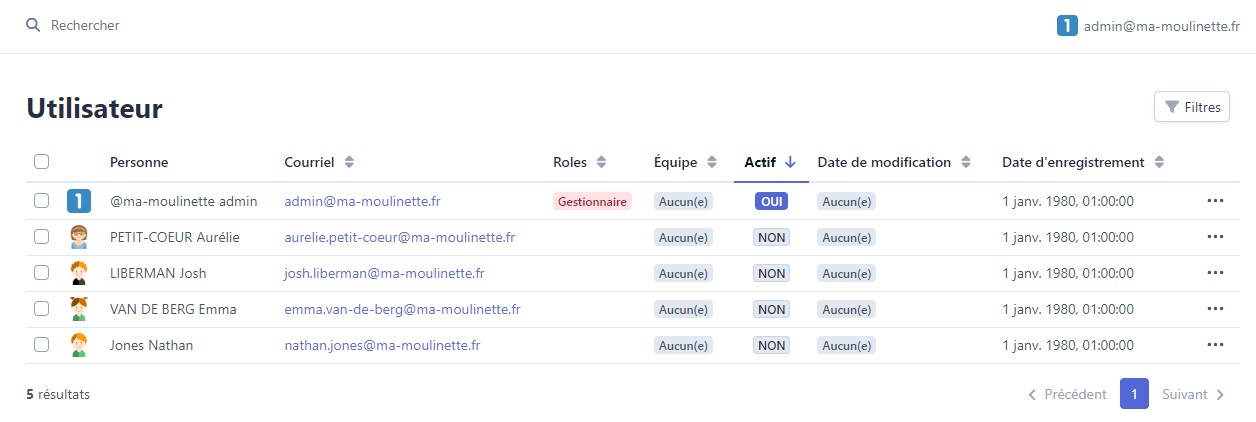 Rechercher
1 admin@ma-moulinette.fr
Utilisateur
Filtres
Personne Courriel Roles Équipe Actif Date de modification Date d'enregistrement
1 @ma-moulinette admin admin@ma-moulinette.fr Gestionnaire Aucun(e) OUI Aucun(e) 1 janv. 1980, 01:00:00
PETIT-COEUR Aurélie aurelie.petit-coeur@ma-moulinette.fr Aucun(e) NON Aucun(e) 1 janv. 1980, 01:00:00
LIBERMAN Josh josh.liberman@ma-moulinette.fr Aucun(e) NON Aucun(e) 1 janv. 1980, 01:00:00
VAN DE BERG Emma emma.van-de-berg@ma-moulinette.fr Aucun(e) NON Aucun(e) 1 janv. 1980, 01:00:00
Jones Nathan nathan.jones@ma-moulinette.fr Aucun(e) NON Aucun(e) 1 janv. 1980, 01:00:00
5 résultats Précédent 1 Suivant